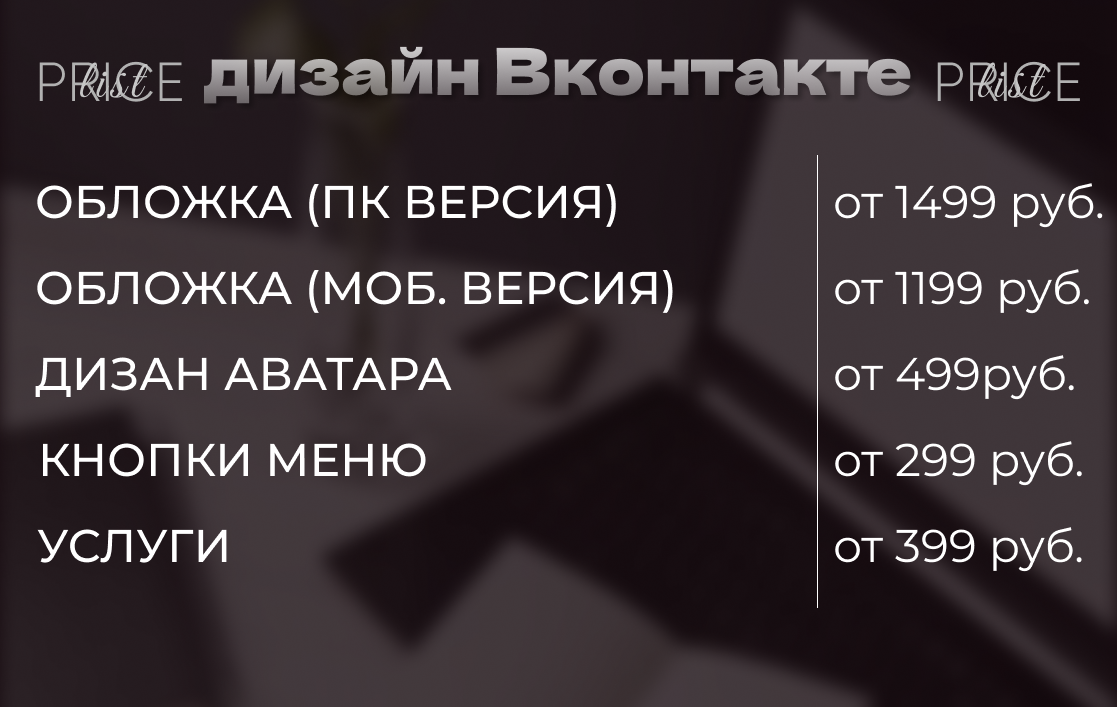 PRICE list дизайн Вконтакте PRICE list
ОБЛОЖКА (ПК ВЕРСИЯ) от 1499 руб.
ОБЛОЖКА (МОБ. ВЕРСИЯ) от 1199 руб.
ДИЗАН АВАТАРА от 499руб.
КНОПКИ МЕНЮ от 299 руб.
УСЛУГИ от 399 руб.